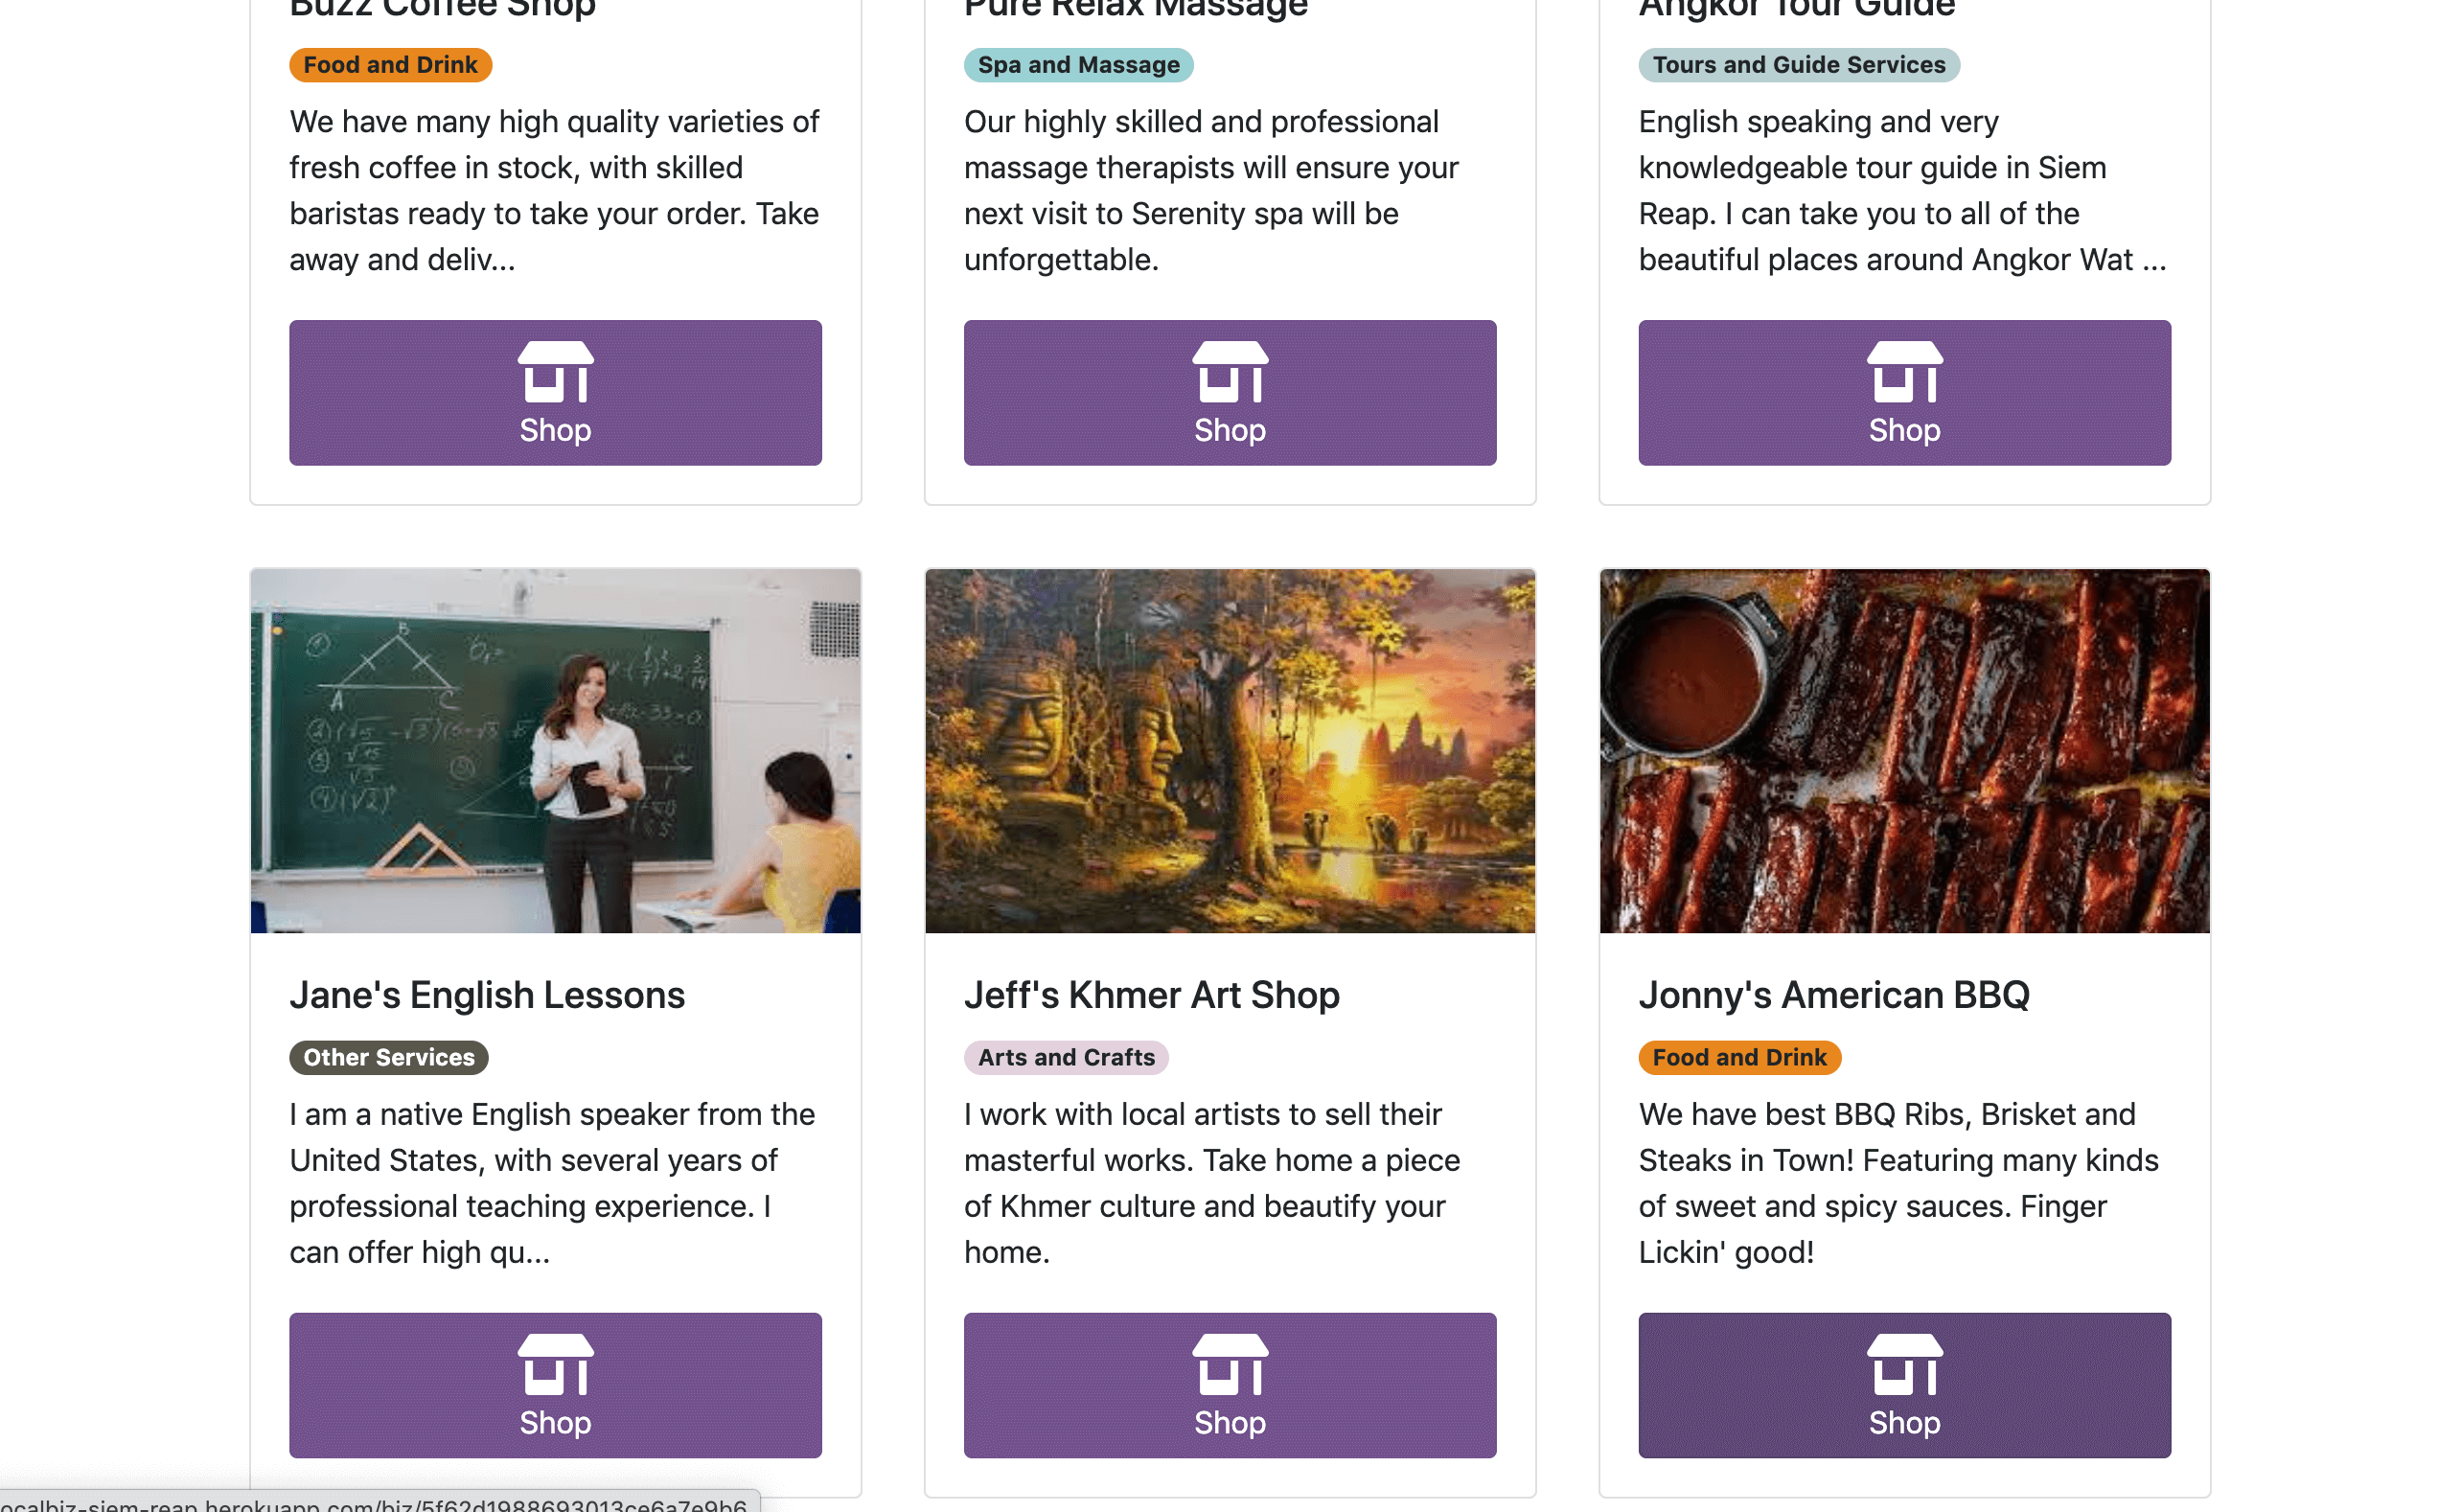 Buzz Coffee Shop
Food and Drink
We have many high quality varieties of
fresh coffee in stock, with skilled
baristas ready to take your order. Take
away and deliv...
Shop
Pure Relax Massage
Spa and Massage
Our highly skilled and professional
massage therapists will ensure your
next visit to Serenity spa will be
unforgettable.
Shop
Angkor Tour Guide
Tours and Guide Services
English speaking and very
knowledgeable tour guide in Siem
Reap. I can take you to all of the
beautiful places around Angkor Wat ...
Shop
B
A
C
Jane's English Lessons
Other Services
I am a native English speaker from the
United States, with several years of
professional teaching experience. I
can offer high qu...
Shop
Jeff's Khmer Art Shop
Arts and Crafts
I work with local artists to sell their
masterful works. Take home a piece
of Khmer culture and beautify your
home.
Shop
Jonny's American BBQ
Food and Drink
We have best BBQ Ribs, Brisket and
Steaks in Town! Featuring many kinds
of sweet and spicy sauces. Finger
Lickin' good!
Shop
ocalbiz-siem-reap.herokuapp.com/biz/5f62d1988693013ce6a7e9b6